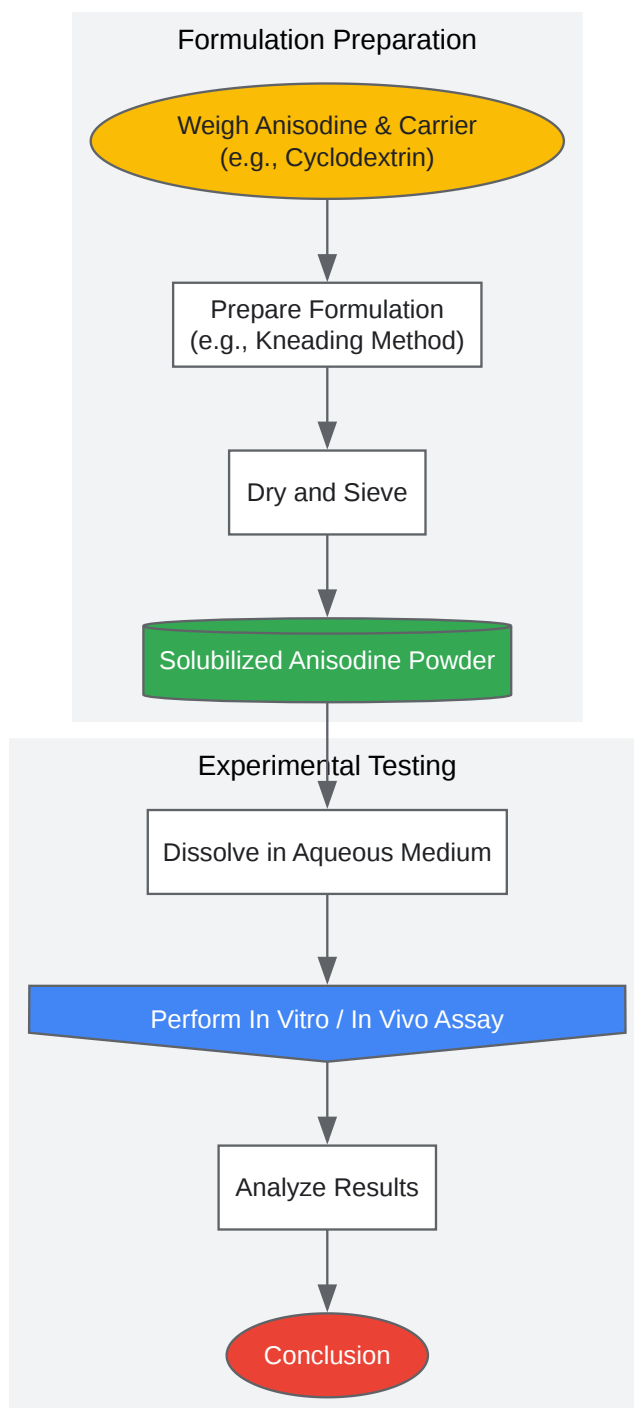 Formulation Preparation
Weigh Anisodine & Carrier
(e.g., Cyclodextrin)
Prepare Formulation
(e.g., Kneading Method)
Dry and Sieve
Solubilized Anisodine Powder
Experimental Testing
Dissolve in Aqueous Medium
Perform In Vitro / In Vivo Assay
Analyze Results
Conclusion